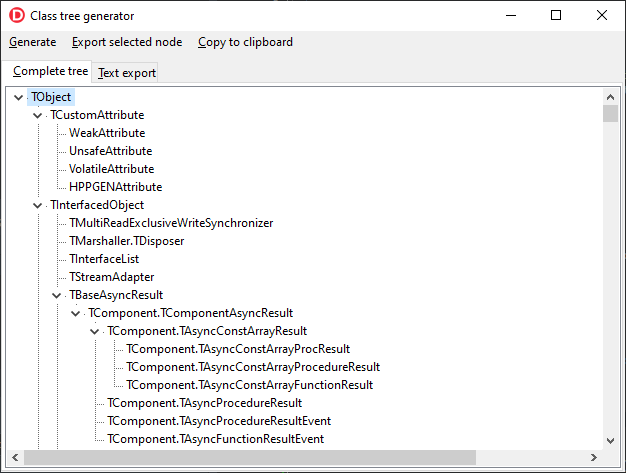 Class tree generator
Generate Export selected node Copy to clipboard
Complete tree Text export
TObject
TCustomAttribute
WeakAttribute
UnsafeAttribute
VolatileAttribute
HPPGENAttribute
TInterfacedObject
TMultiReadExclusiveWriteSynchronizer
TMarshaller.TDisposer
TInterfaceList
TStreamAdapter
TBaseAsyncResult
TComponent.TComponentAsyncResult
TComponent.TAsyncConstArrayResult
TComponent.TAsyncConstArrayProcResult
TComponent.TAsyncConstArrayProcedureResult
TComponent.TAsyncConstArrayFunctionResult
TComponent.TAsyncProcedureResult
TComponent.TAsyncProcedureResultEvent
TComponent.TAsyncFunctionResultEvent